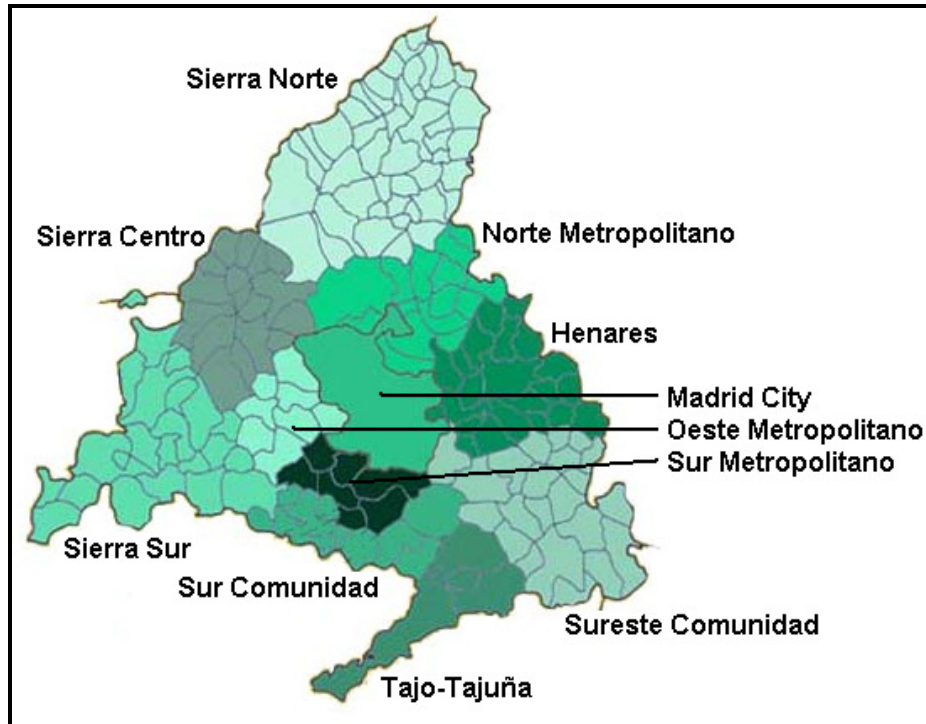 Sierra Norte
Sierra Centro
Norte Metropolitano
Henares
Madrid City
Oeste Metropolitano
Sur Metropolitano
Sierra Sur
Sur Comunidad
Sureste Comunidad
Tajo-Tajuña